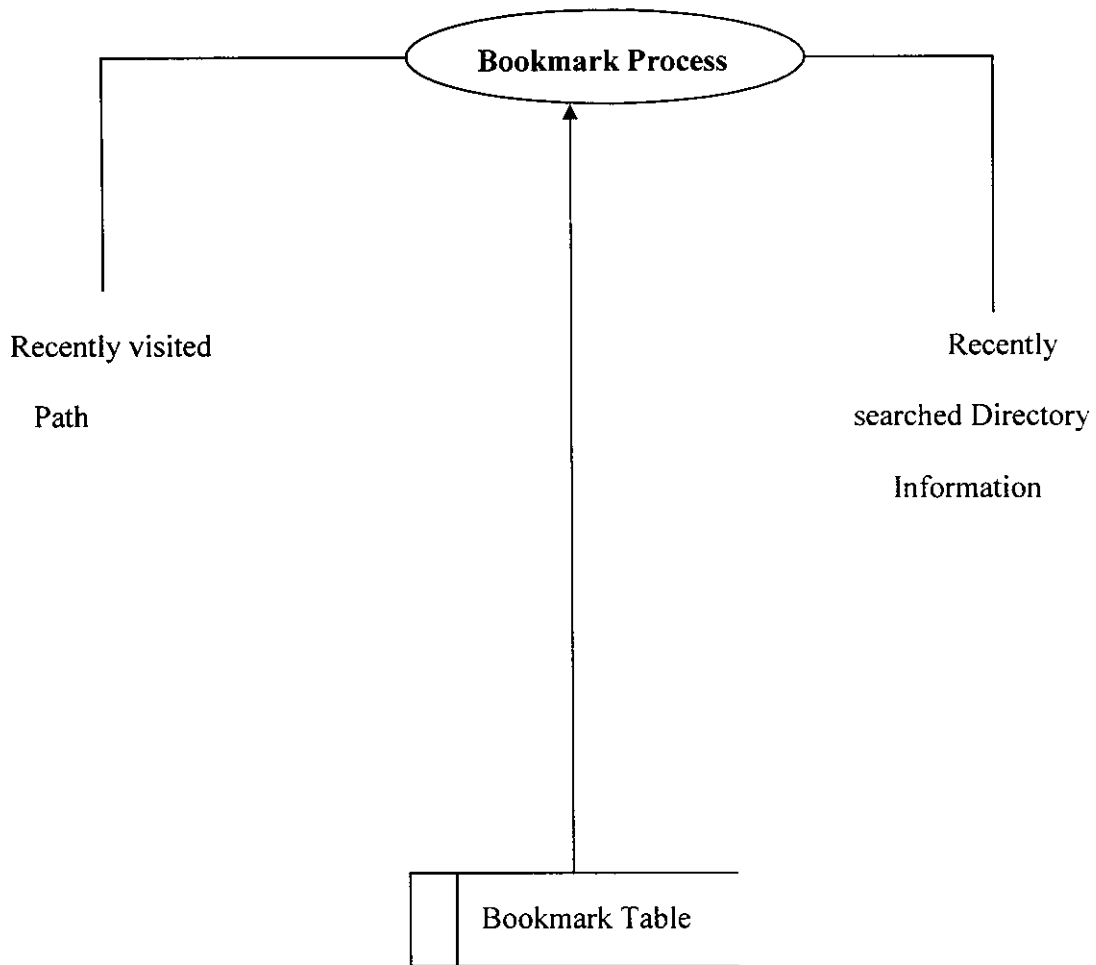 Bookmark Process
Recently visited
Path
Recently
searched Directory
Information
Bookmark Table